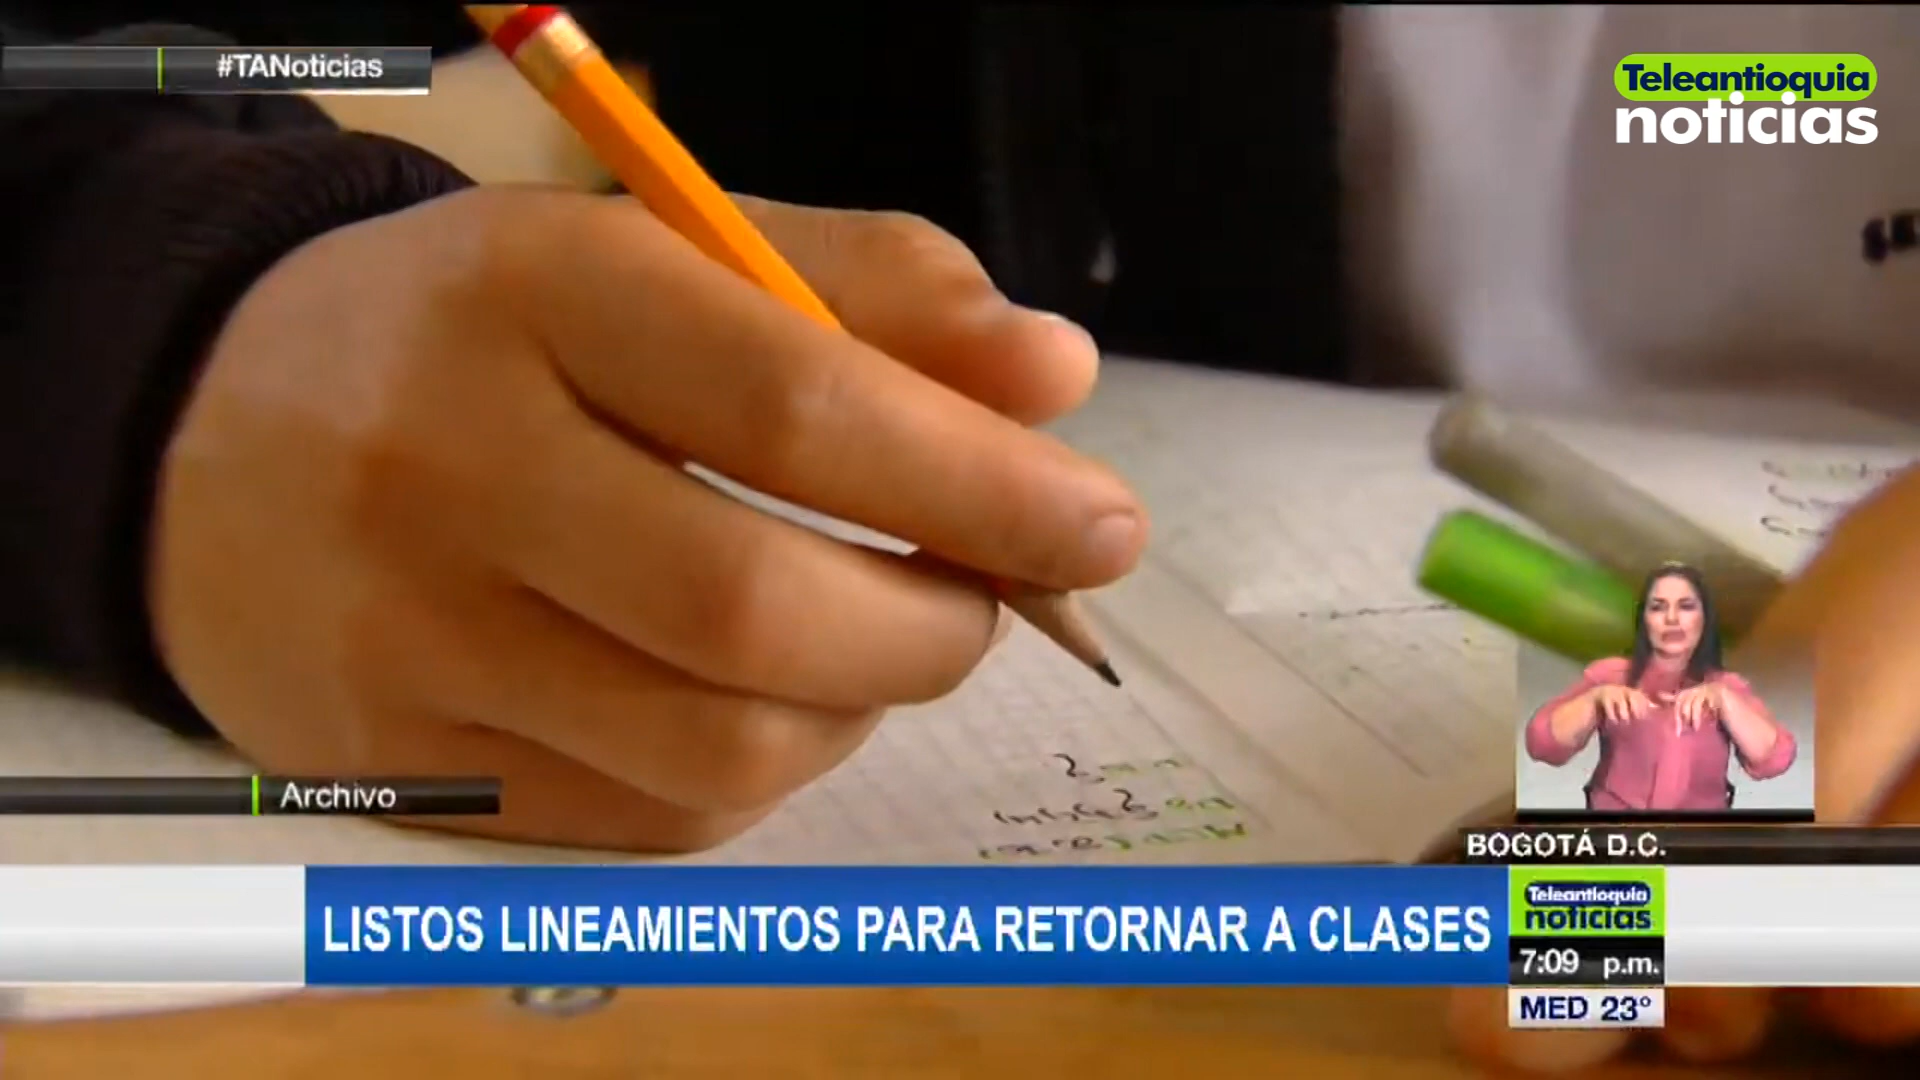 #TANoticias
Teleantioquia
noticias
Archivo
BOGOTÁ D.C.
LISTOS LINEAMIENTOS PARA RETORNAR A CLASES
Teleantioquia
noticias
7:09 p.m.
MED 23°